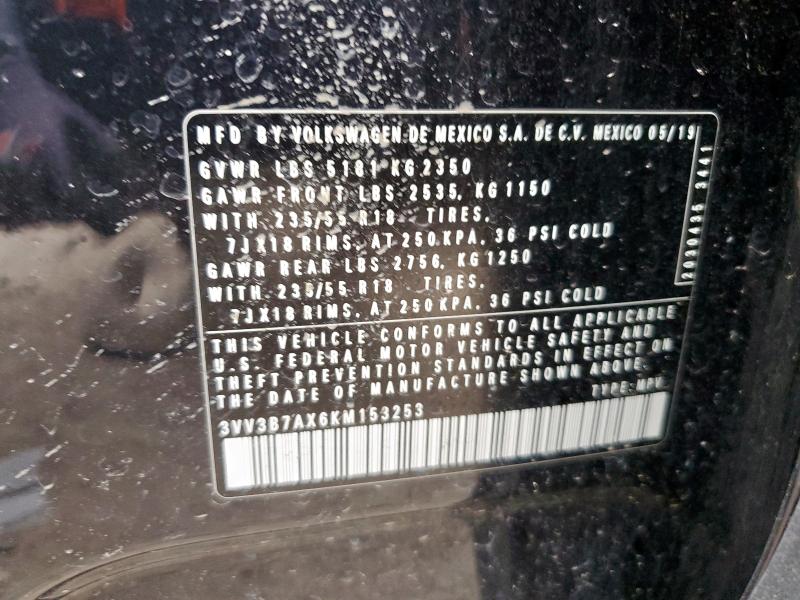 MFD BY VOLKSWAGEN DE MEXICO S.A. DE C.V. MEXICO 05/19
GVWR LBS 5181 KG 2350
GAWR FRONT LBS 2535, KG 1150
WITH 235/55 R18 TIRES,
7JX18 RIMS, AT 250 KPA, 36 PSI COLD
GAWR REAR LBS 2756, KG 1250
WITH 235/55 R18 TIRES,
7JX18 RIMS, AT 250 KPA, 36 PSI COLD
3441
THIS VEHICLE CONFORMS TO ALL APPLICABLE
U.S. FEDERAL MOTOR VEHICLE SAFETY AND
THEFT PREVENTION STANDARDS IN EFFECT ON
THE DATE OF MANUFACTURE SHOWN ABOVE.
TYPE: MPV
3VV3B7AX6KM153253